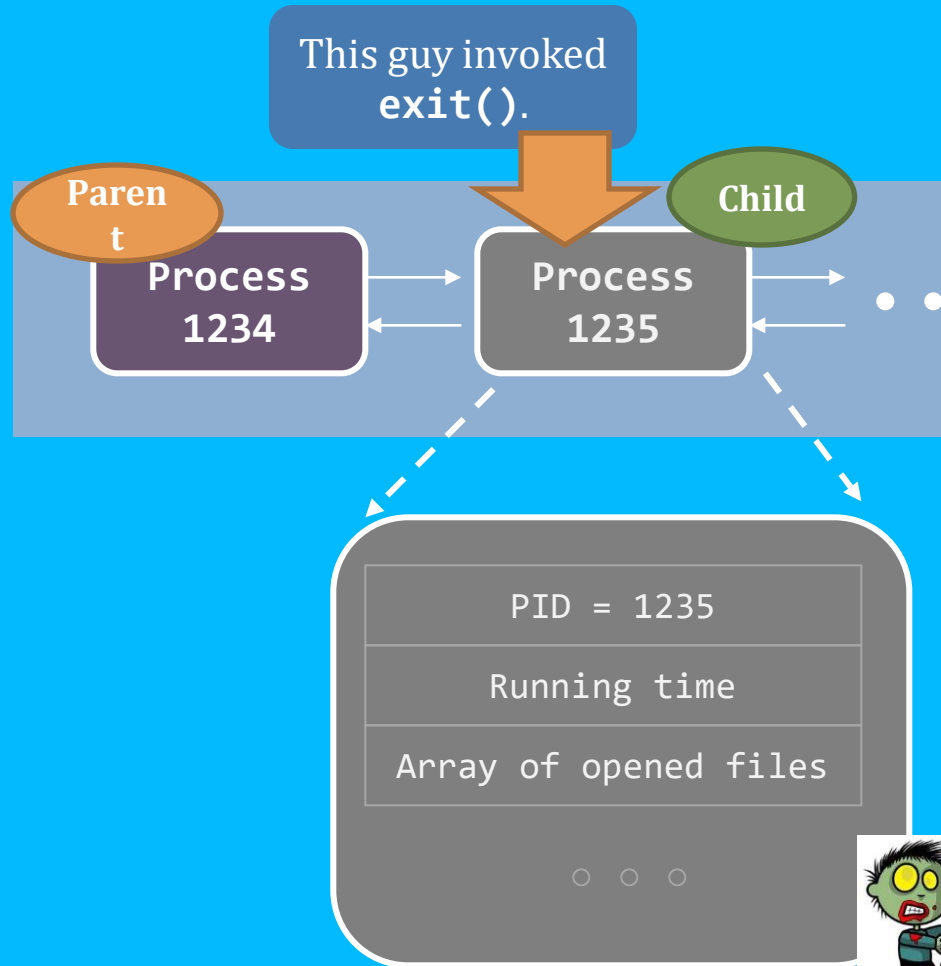 This guy invoked
exit().
Paren
t
Child
Process
1234
Process
1235
PID = 1235
Running time
Array of opened files